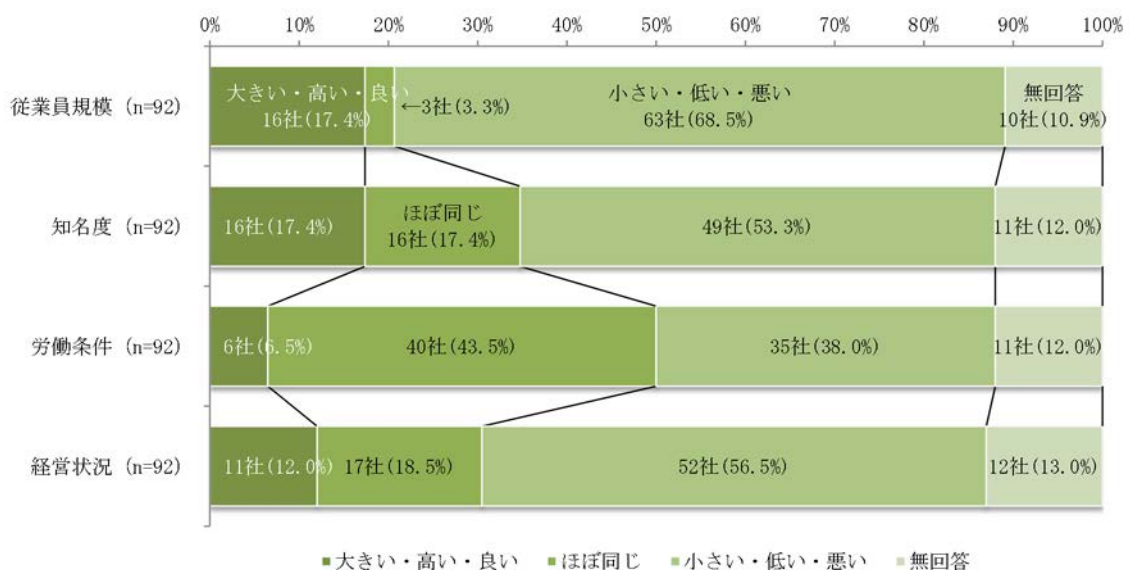 0% 10% 20% 30% 40% 50% 60% 70% 80% 90% 100%
従業員規模 (n=92)
大きい・高い・良い
16社(17.4%)
←3社(3.3%)
小さい・低い・悪い
63社(68.5%)
無回答
10社(10.9%)
知名度 (n=92)
16社(17.4%)
ほぼ同じ
16社(17.4%)
49社(53.3%)
11社(12.0%)
労働条件 (n=92)
6社(6.5%)
40社(43.5%)
35社(38.0%)
11社(12.0%)
経営状況 (n=92)
11社(12.0%)
17社(18.5%)
52社(56.5%)
12社(13.0%)
■大きい・高い・良い ■ほぼ同じ ■小さい・低い・悪い ■無回答